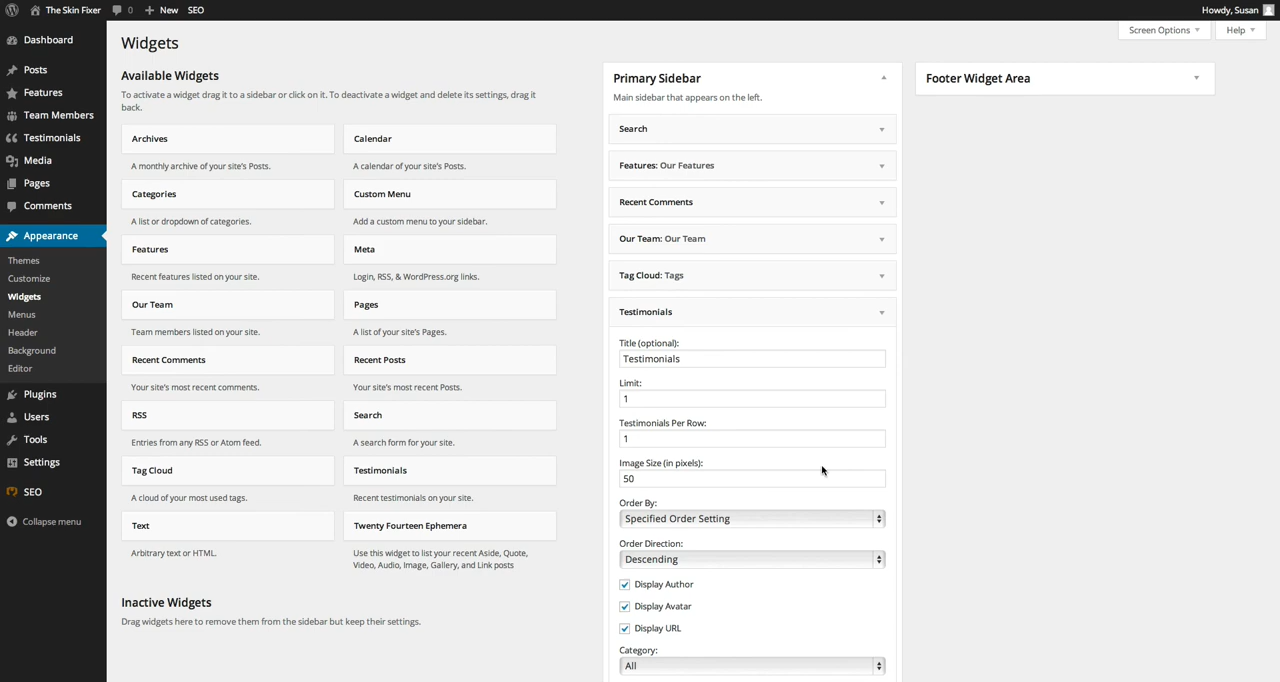 The Skin Fixer 0 New SEO Howdy, Susan
Screen Options Help
Dashboard
Posts
Features
Team Members
Testimonials
Media
Pages
Comments
Appearance
Themes
Customize
Widgets
Menus
Header
Background
Editor
Plugins
Users
Tools
Settings
SEO
Collapse menu
Widgets
Available Widgets
To activate a widget drag it to a sidebar or click on it. To deactivate a widget and delete its settings, drag it
back.
Archives
A monthly archive of your site's Posts.
Calendar
A calendar of your site's Posts.
Categories
A list or dropdown of categories.
Custom Menu
Add a custom menu to your sidebar.
Features
Recent features listed on your site.
Meta
Login, RSS, & WordPress.org links.
Our Team
Team members listed on your site.
Pages
A list of your site's Pages.
Recent Comments
Your site's most recent comments.
Recent Posts
Your site's most recent Posts.
RSS
Entries from any RSS or Atom feed.
Search
A search form for your site.
Tag Cloud
A cloud of your most used tags.
Testimonials
Recent testimonials on your site.
Text
Arbitrary text or HTML.
Twenty Fourteen Ephemera
Use this widget to list your recent Aside, Quote,
Video, Audio, Image, Gallery, and Link posts
Inactive Widgets
Drag widgets here to remove them from the sidebar but keep their settings.
Primary Sidebar
Main sidebar that appears on the left.
Search
Features: Our Features
Recent Comments
Our Team: Our Team
Tag Cloud: Tags
Testimonials
Title (optional):
Testimonials
Limit:
1
Testimonials Per Row:
1
Image Size (in pixels):
50
Order By:
Specified Order Setting
Order Direction:
Descending
Display Author
Display Avatar
Display URL
Category:
All
Footer Widget Area